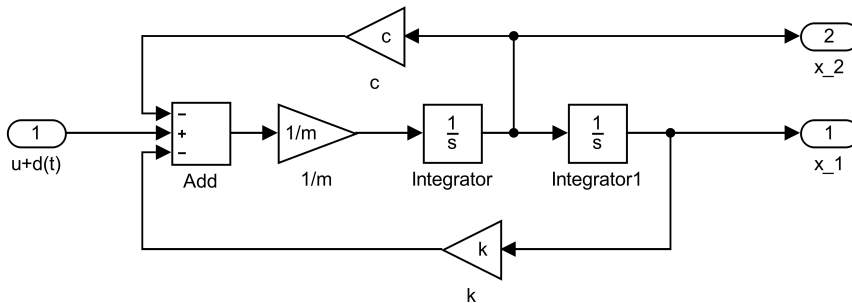 c
c
2
x_2
1
u+d(t)
−
+
−
Add
1/m
1/m
1
s
Integrator
1
s
Integrator1
1
x_1
k
k